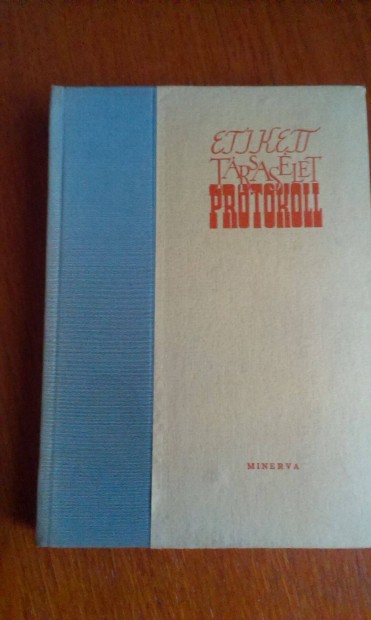 ETIKETT
TÁRSASÉLET
PROTOKOLL
MINERVA